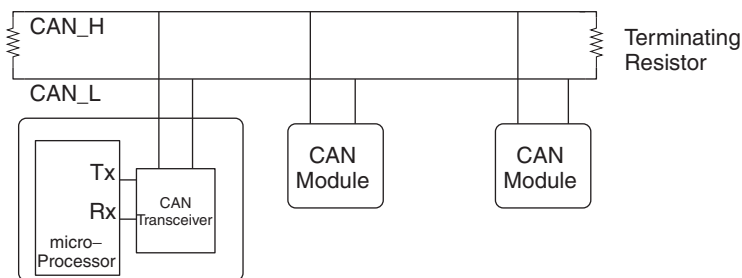 CAN_H
Terminating
Resistor
CAN_L
CAN
Module
CAN
Module
Tx
Rx
CAN
Transceiver
micro–
Processor